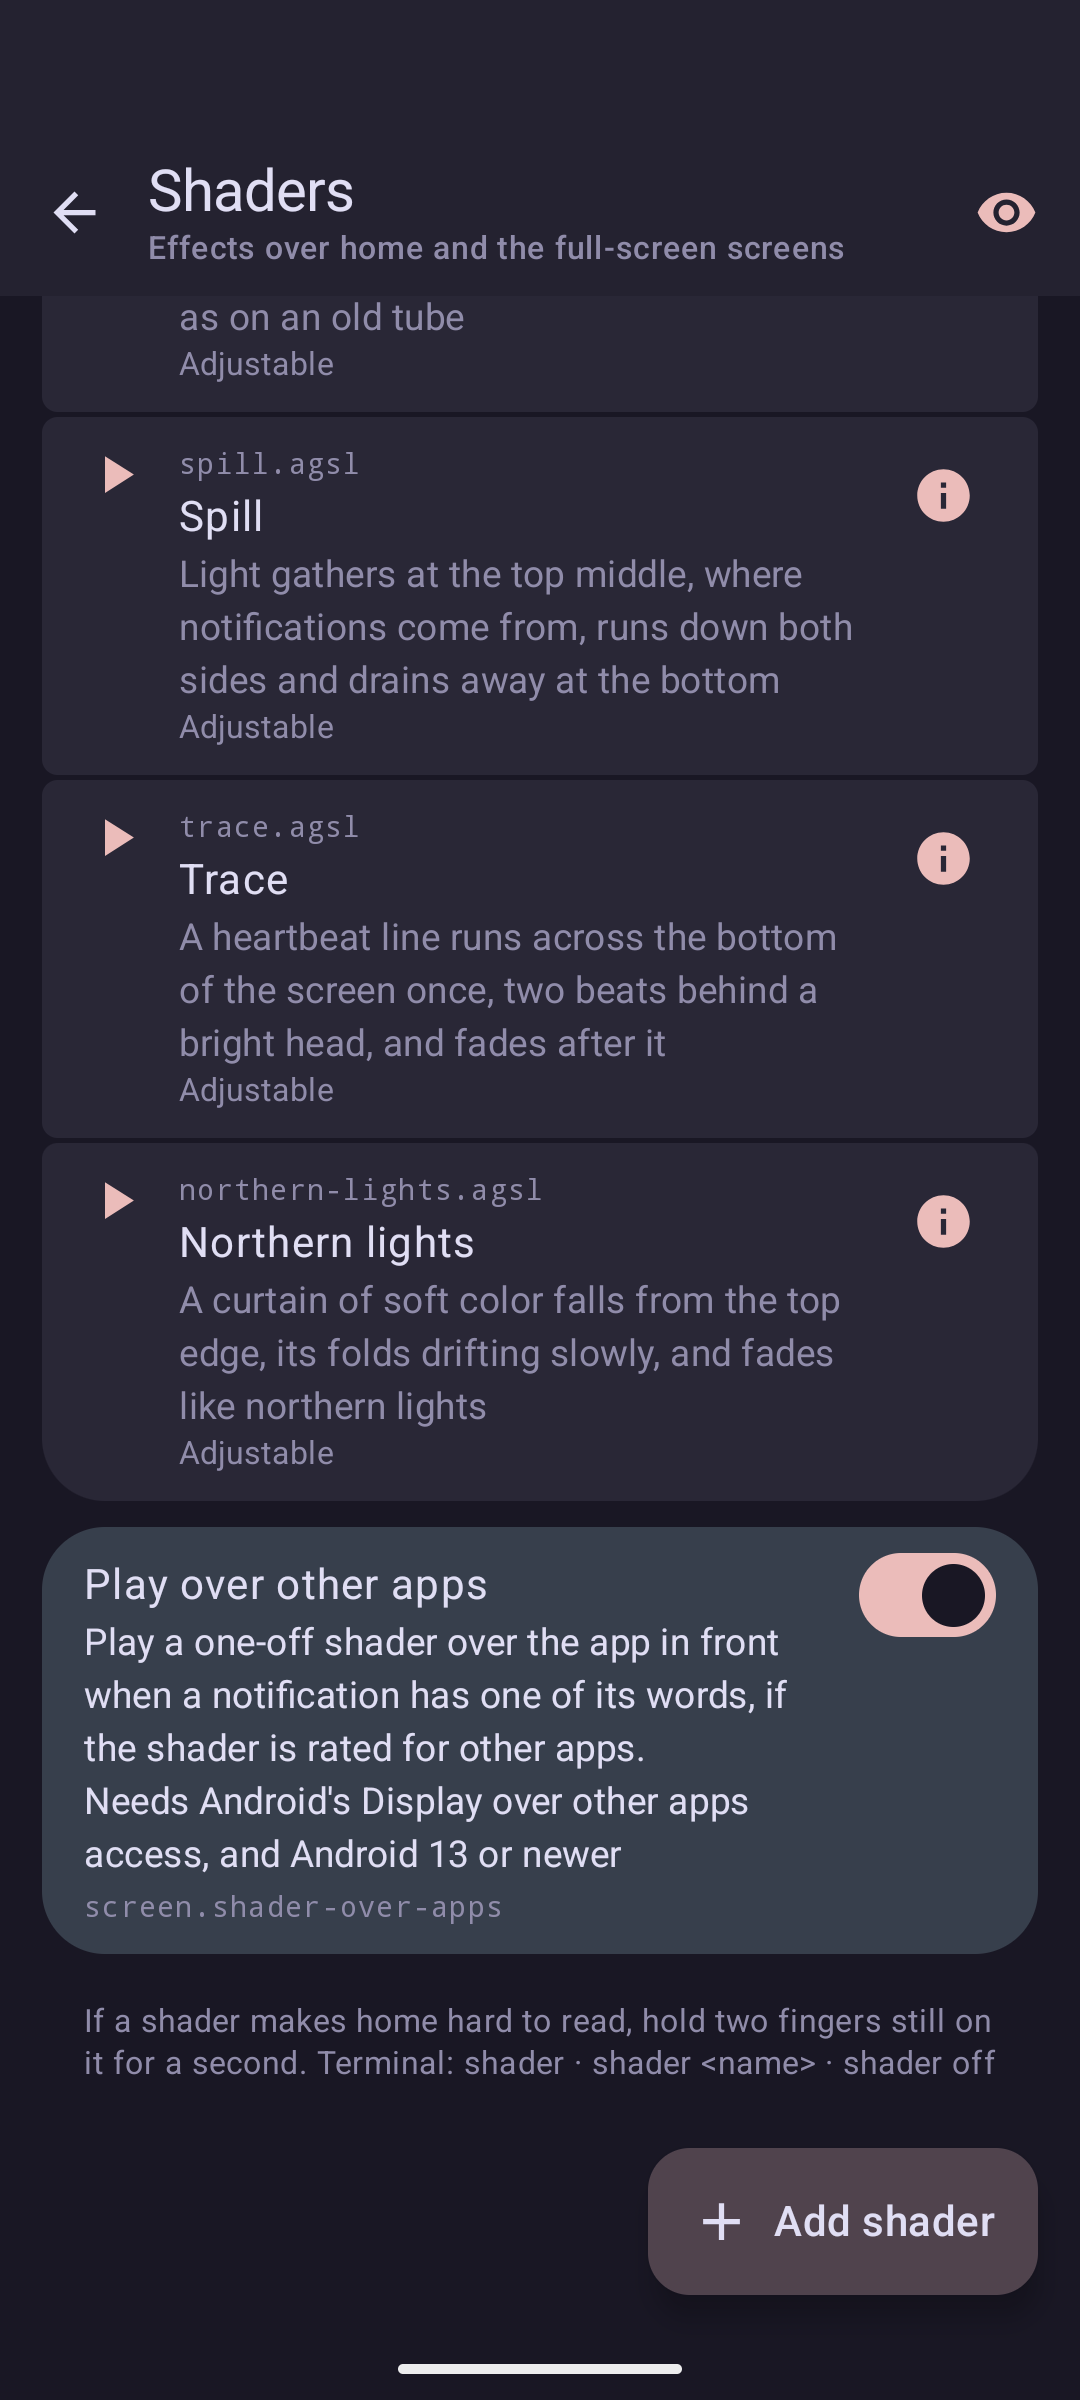 Shaders
Effects over home and the full-screen screens
as on an old tube
Adjustable
spill.agsl
Spill
Light gathers at the top middle, where
notifications come from, runs down both
sides and drains away at the bottom
Adjustable
trace.agsl
Trace
A heartbeat line runs across the bottom
of the screen once, two beats behind a
bright head, and fades after it
Adjustable
northern-lights.agsl
Northern lights
A curtain of soft color falls from the top
edge, its folds drifting slowly, and fades
like northern lights
Adjustable
Play over other apps
Play a one-off shader over the app in front
when a notification has one of its words, if
the shader is rated for other apps.
Needs Android's Display over other apps
access, and Android 13 or newer
screen.shader-over-apps
If a shader makes home hard to read, hold two fingers still on
it for a second. Terminal: shader · shader <name> · shader off
Add shader